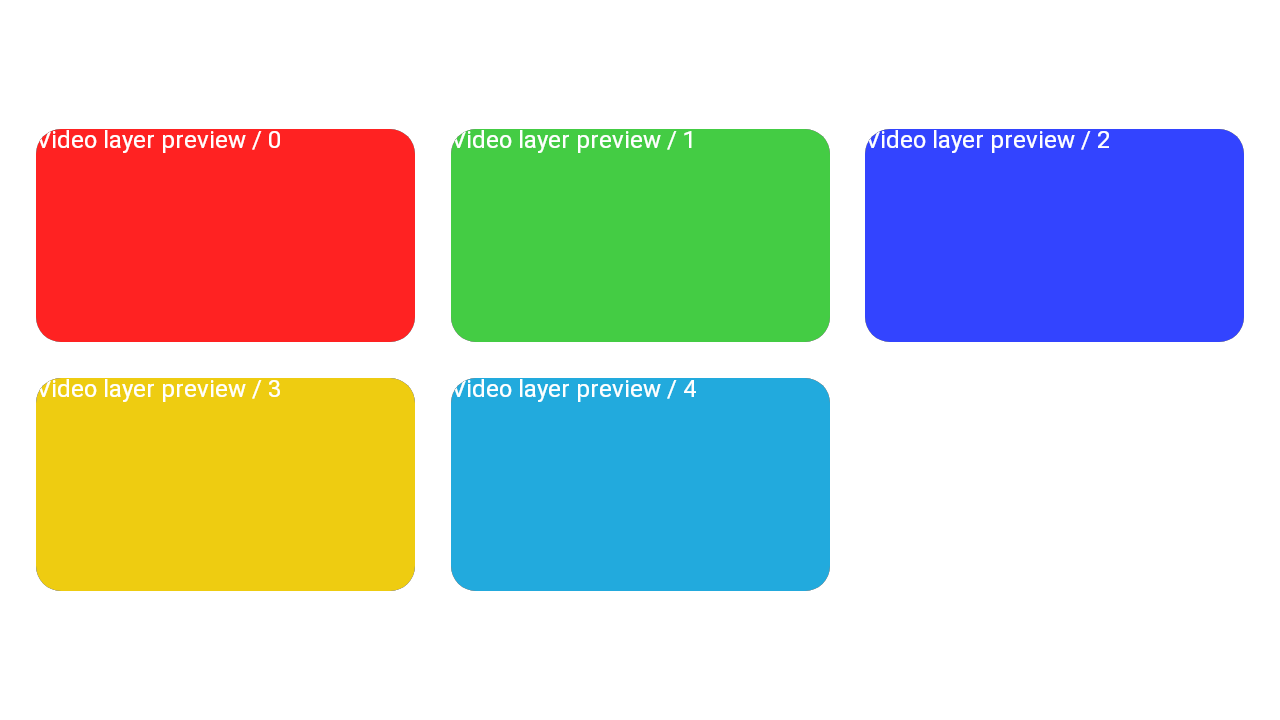 Video layer preview / 0
Video layer preview / 1
Video layer preview / 2
Video layer preview / 3
Video layer preview / 4